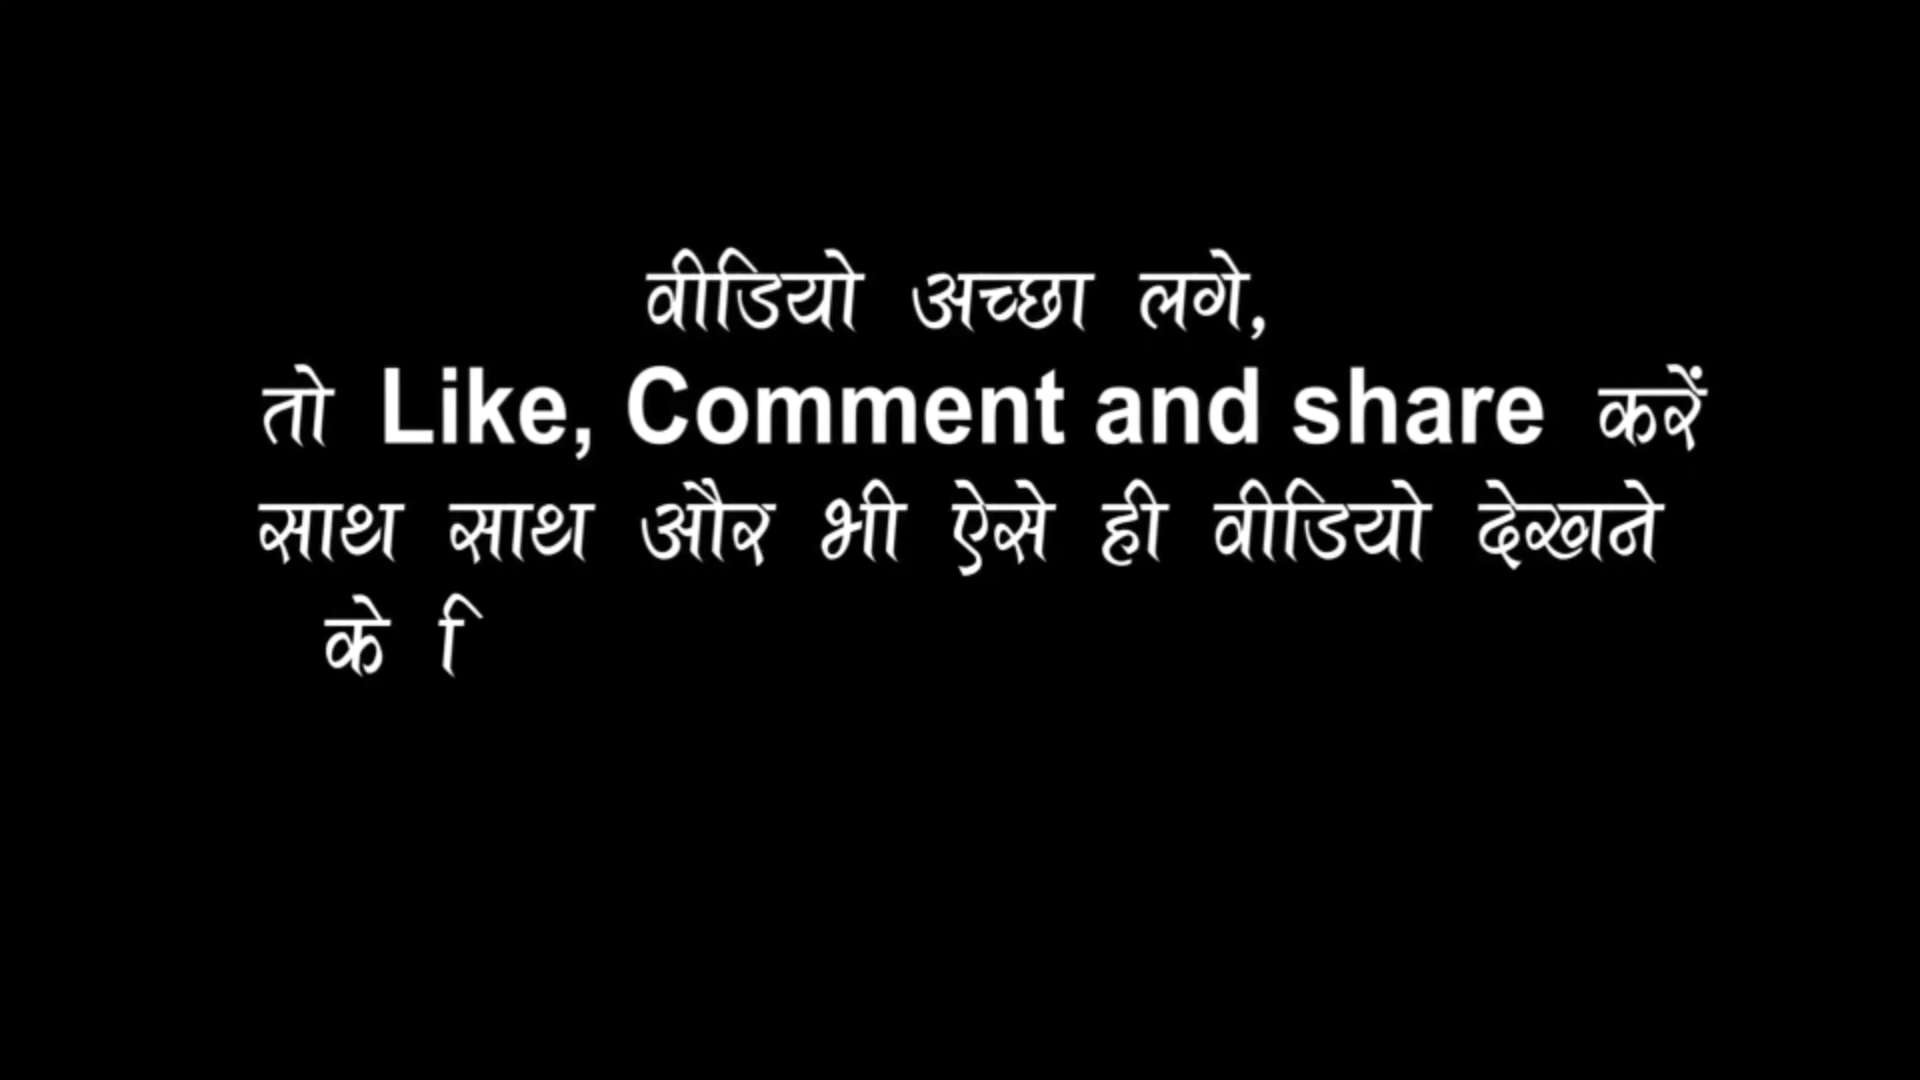 वीडियो अच्छा लगे,
तो Like, Comment and share करें
साथ साथ और भी ऐसे ही वीडियो देखने
के ि